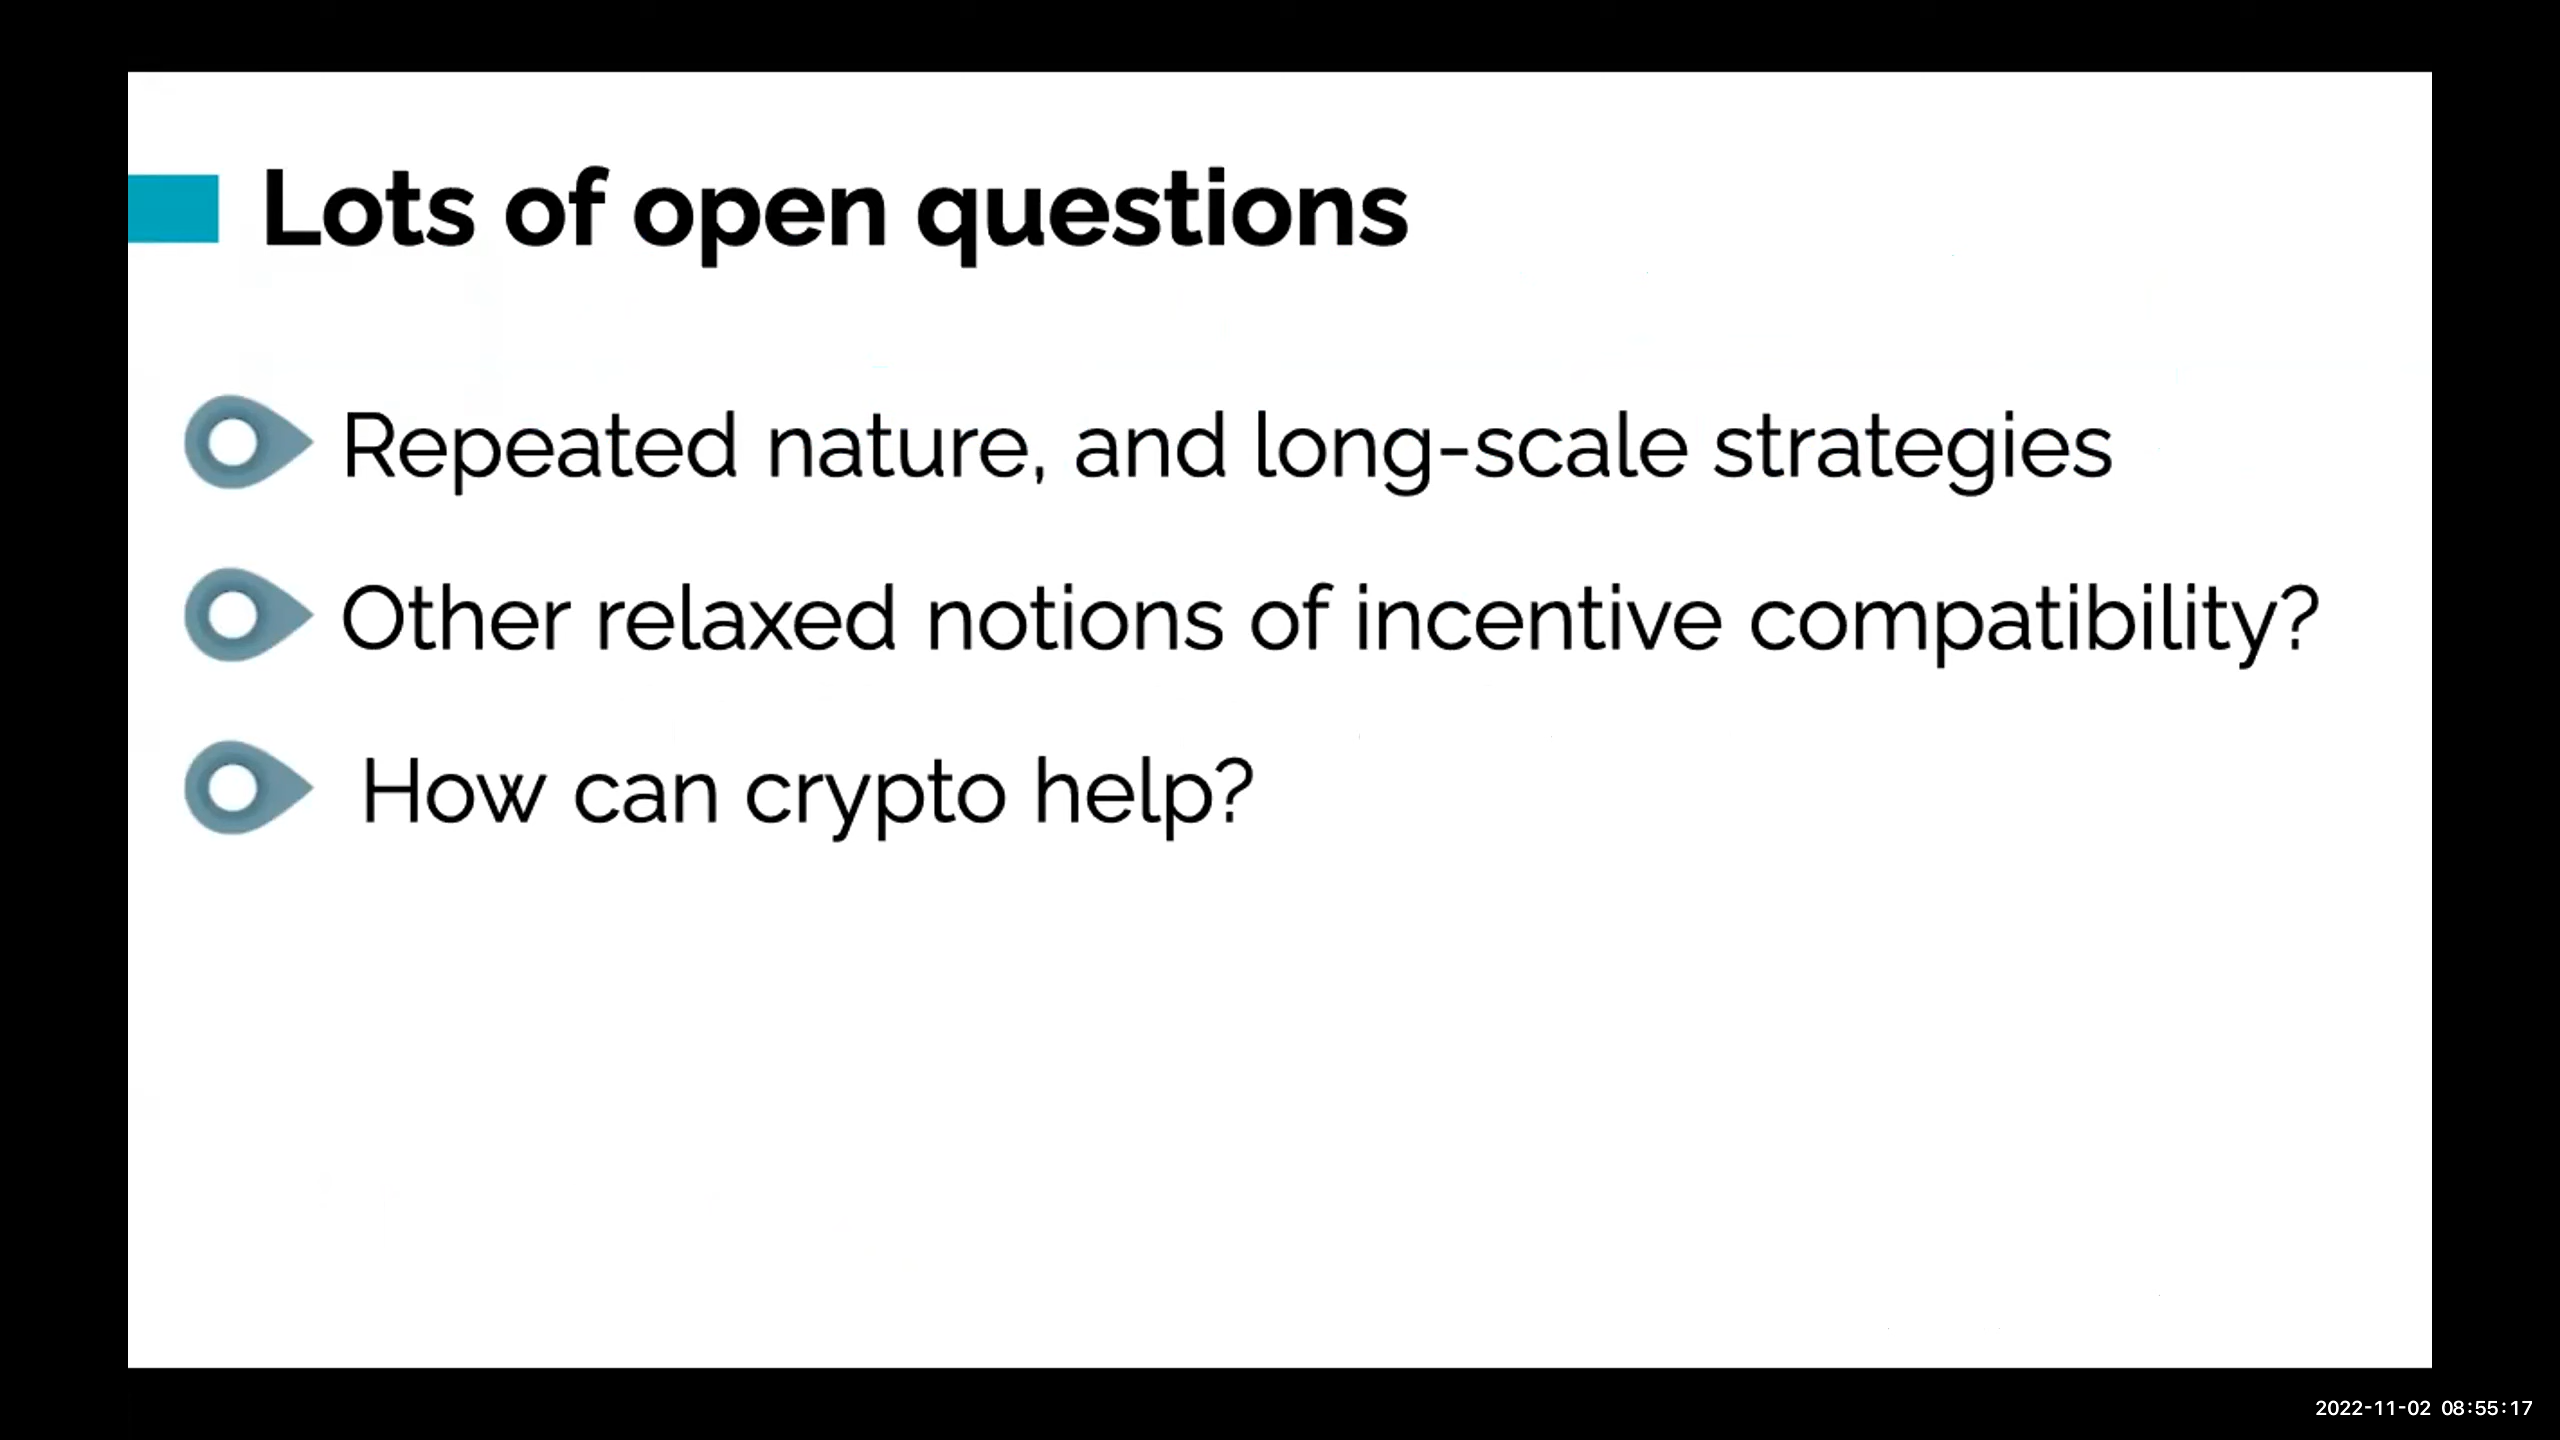 Lots of open questions
Repeated nature, and long-scale strategies
Other relaxed notions of incentive compatibility?
How can crypto help?
2022-11-02 08:55:17